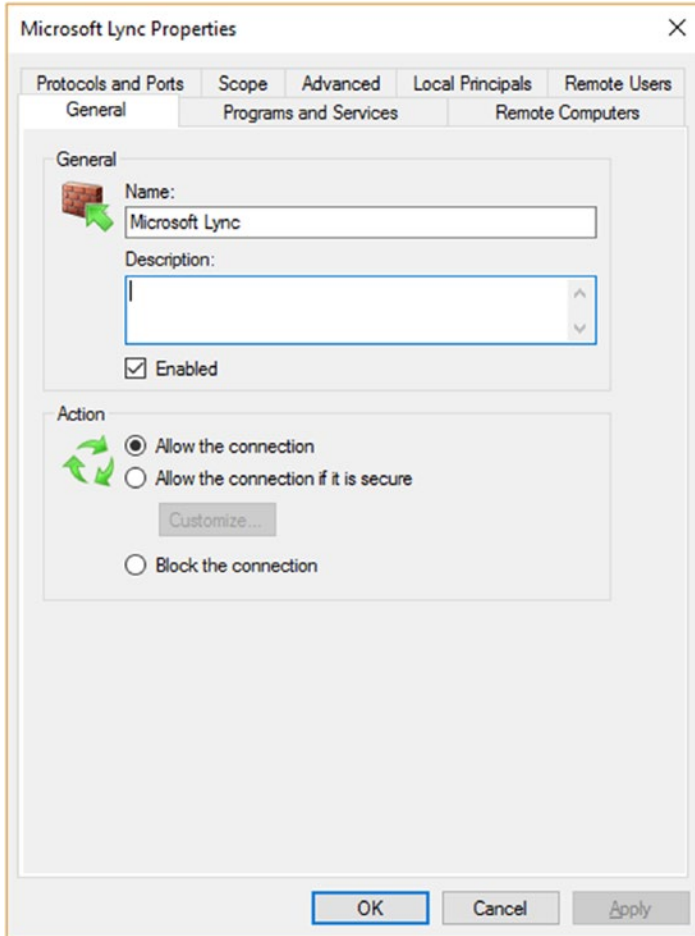 Microsoft Lync Properties
Protocols and Ports Scope Advanced Local Principals Remote Users
General Programs and Services Remote Computers
General
Name:
Microsoft Lync
Description:
Enabled
Action
Allow the connection
Allow the connection if it is secure
Customize...
Block the connection
OK Cancel Apply